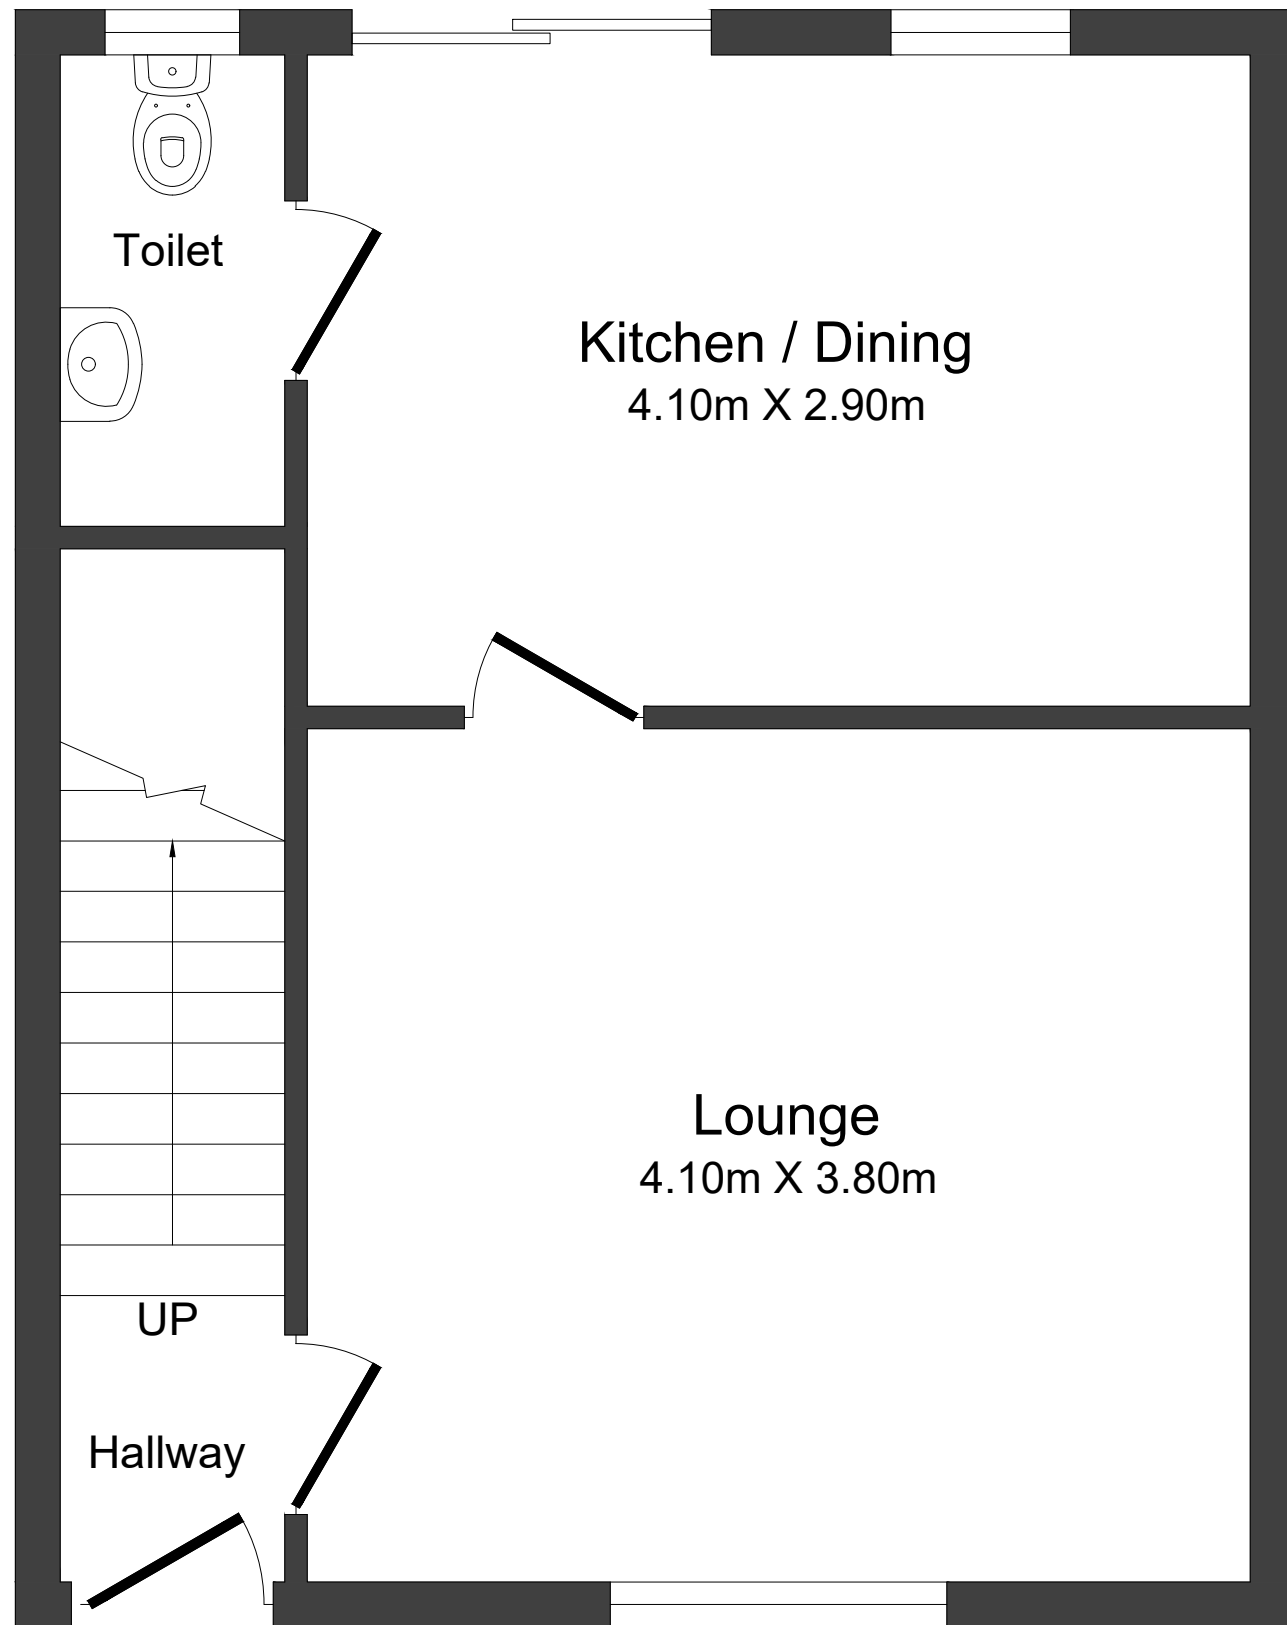 Toilet
Kitchen / Dining
4.10m X 2.90m
Lounge
4.10m X 3.80m
UP
Hallway